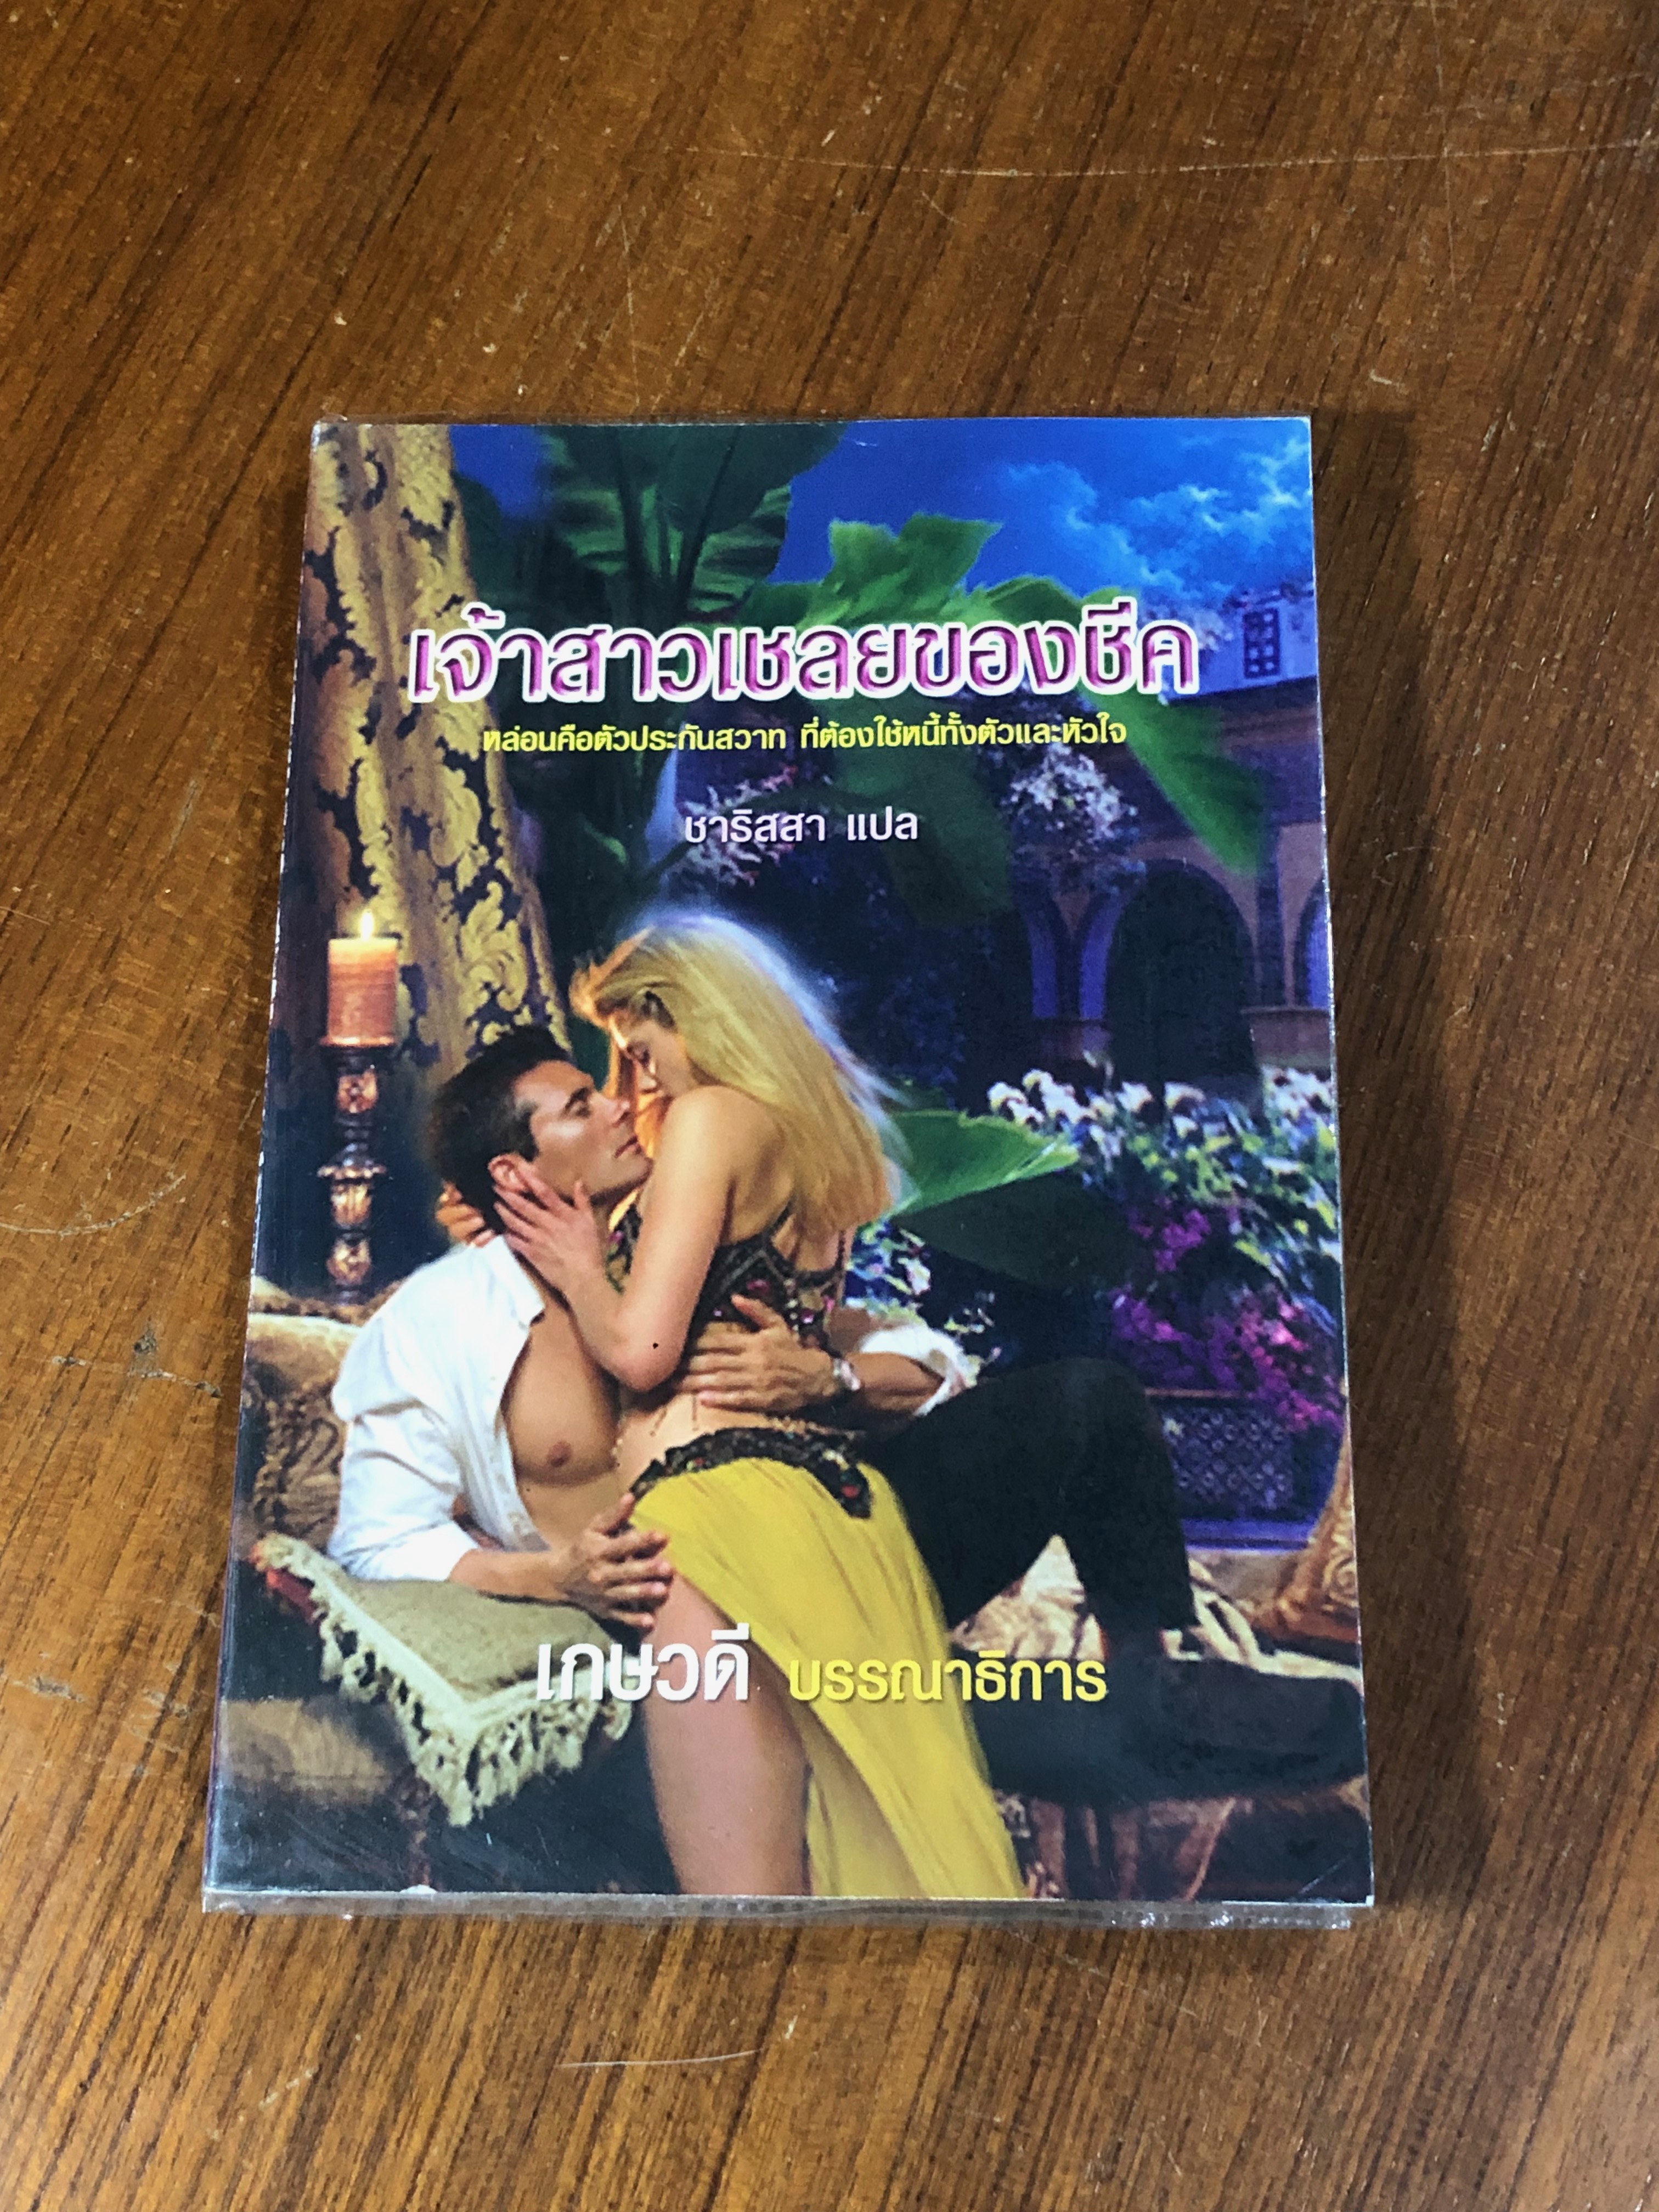 เจ้าสาวเชลยของชีค
หล่อนคือตัวประกันสวาท ที่ต้องใช้หนี้ทั้งตัวและหัวใจ
ชาริสสา แปล
เกษวดี บรรณาธิการ